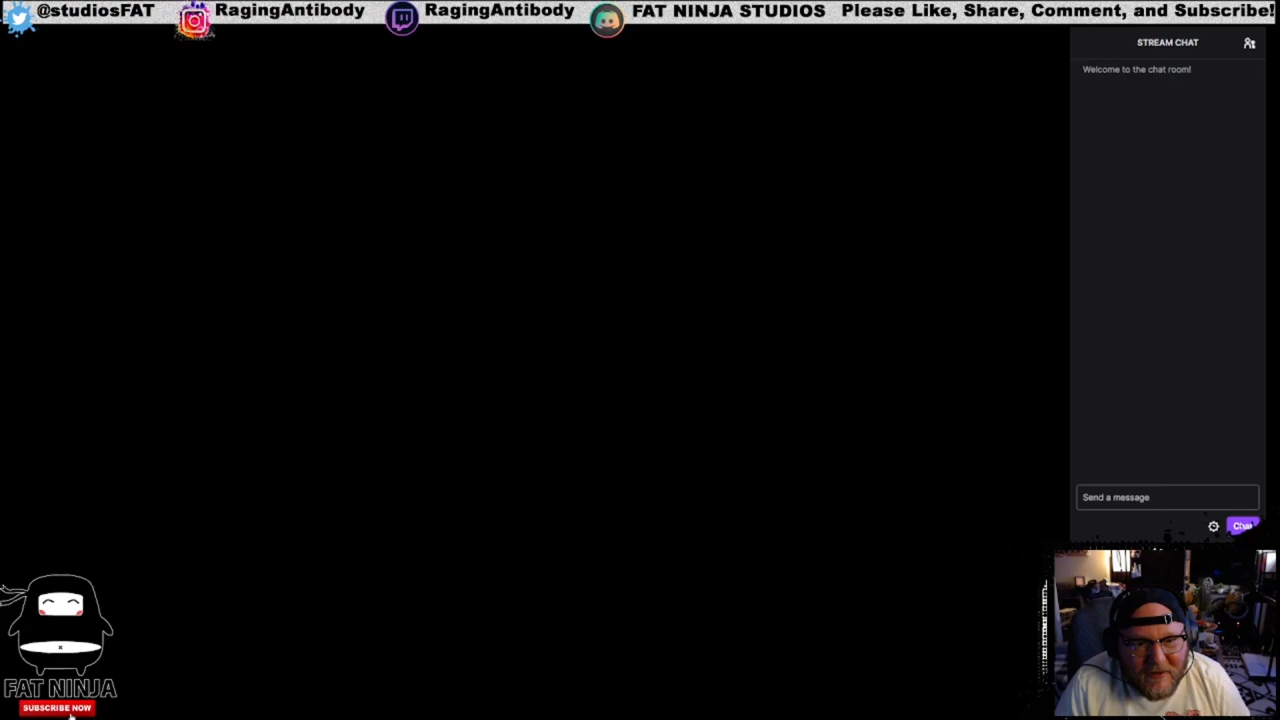 @studiosFAT RagingAntibody RagingAntibody FAT NINJA STUDIOS Please Like, Share, Comment, and Subscribe!
STREAM CHAT
Welcome to the chat room!
Send a message
Chat
FAT NINJA
SUBSCRIBE NOW